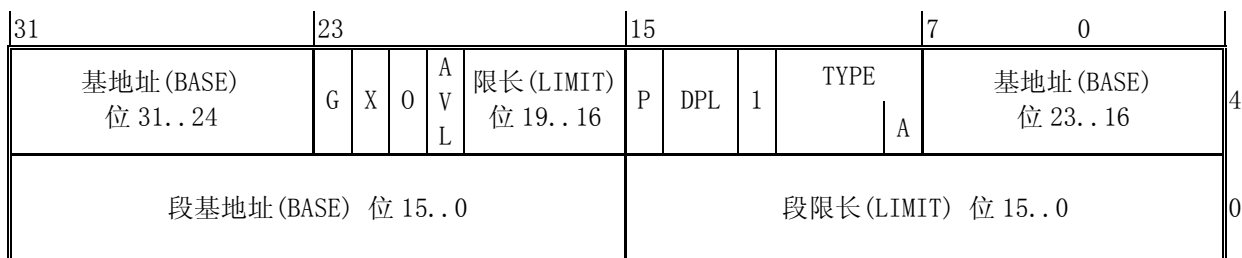 31 23 15 7 0
基地址(BASE) 位 31..24 G X O AVL 限长(LIMIT) 位 19..16 P DPL 1 TYPE A 基地址(BASE) 位 23..16 4
段基地址(BASE) 位 15..0 段限长(LIMIT) 位 15..0 0